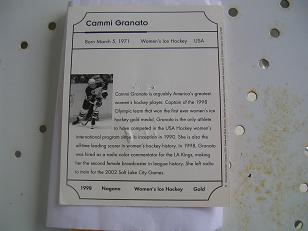 Cammi Granato
Born March 5, 1971 Women's Ice Hockey USA
Cammi Granato is arguably America's greatest
women's hockey player. Captain of the 1998
Olympic team that won the first ever women's ice
hockey gold medal, Granato is the only athlete
to have competed in the USA Hockey women's
international program since its inception in 1990. She is also the
all-time leading scorer in women's hockey history. In 1998, Granato
was hired as a radio color commentator for the LA Kings, making
her the second female broadcaster in league history. She left radio
to train for the 2002 Salt Lake City Games.
1998 Nagano Women's Ice Hockey Gold